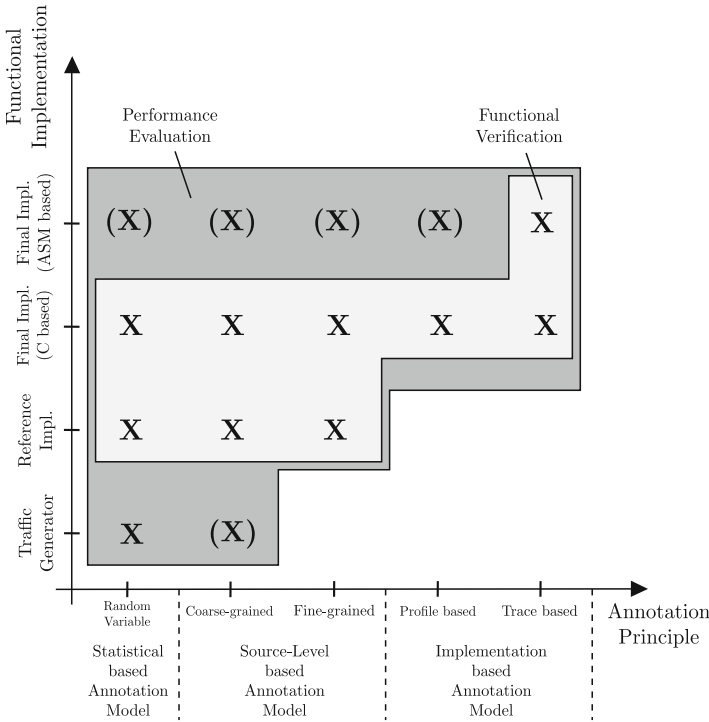 Functional
Implementation
Performance
Evaluation
Functional
Verification
Final Impl.
(ASM based)
(X) (X) (X) (X) X
Final Impl.
(C based)
X X X X X
Reference
Impl.
X X X
Traffic
Generator
X (X)
Random
Variable
Coarse-grained
Fine-grained
Profile based
Trace based
Annotation
Principle
Statistical
based
Annotation
Model
Source-Level
based
Annotation
Model
Implementation
based
Annotation
Model